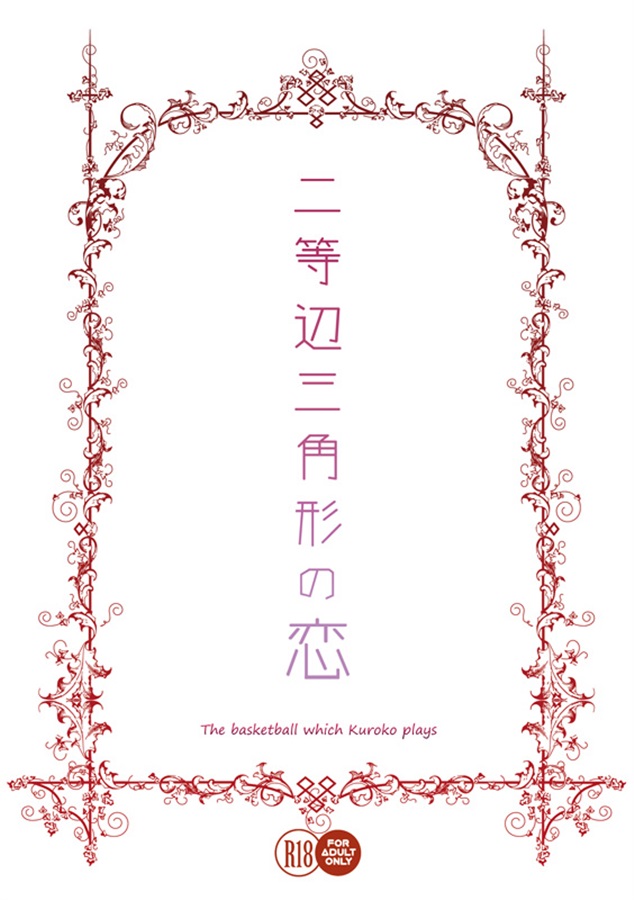 二等辺三角形の恋
The basketball which Kuroko plays
R18
FOR
ADULT
ONLY